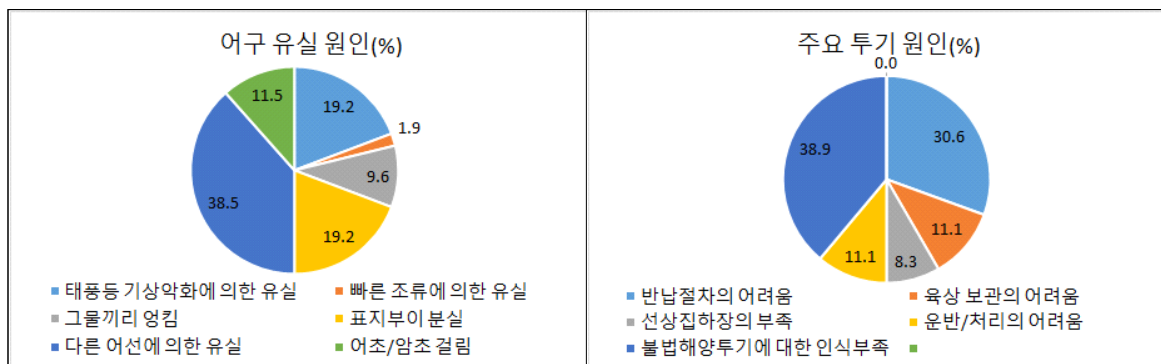 어구 유실 원인(%)
11.5
19.2
1.9
9.6
38.5
19.2
태풍등 기상악화에 의한 유실
빠른 조류에 의한 유실
그물끼리 엉킴
표지부이 분실
다른 어선에 의한 유실
어초/암초 걸림
주요 투기 원인(%)
0.0
30.6
38.9
11.1
11.1
8.3
반납절차의 어려움
육상 보관의 어려움
선상집하장의 부족
운반/처리의 어려움
불법해양투기에 대한 인식부족